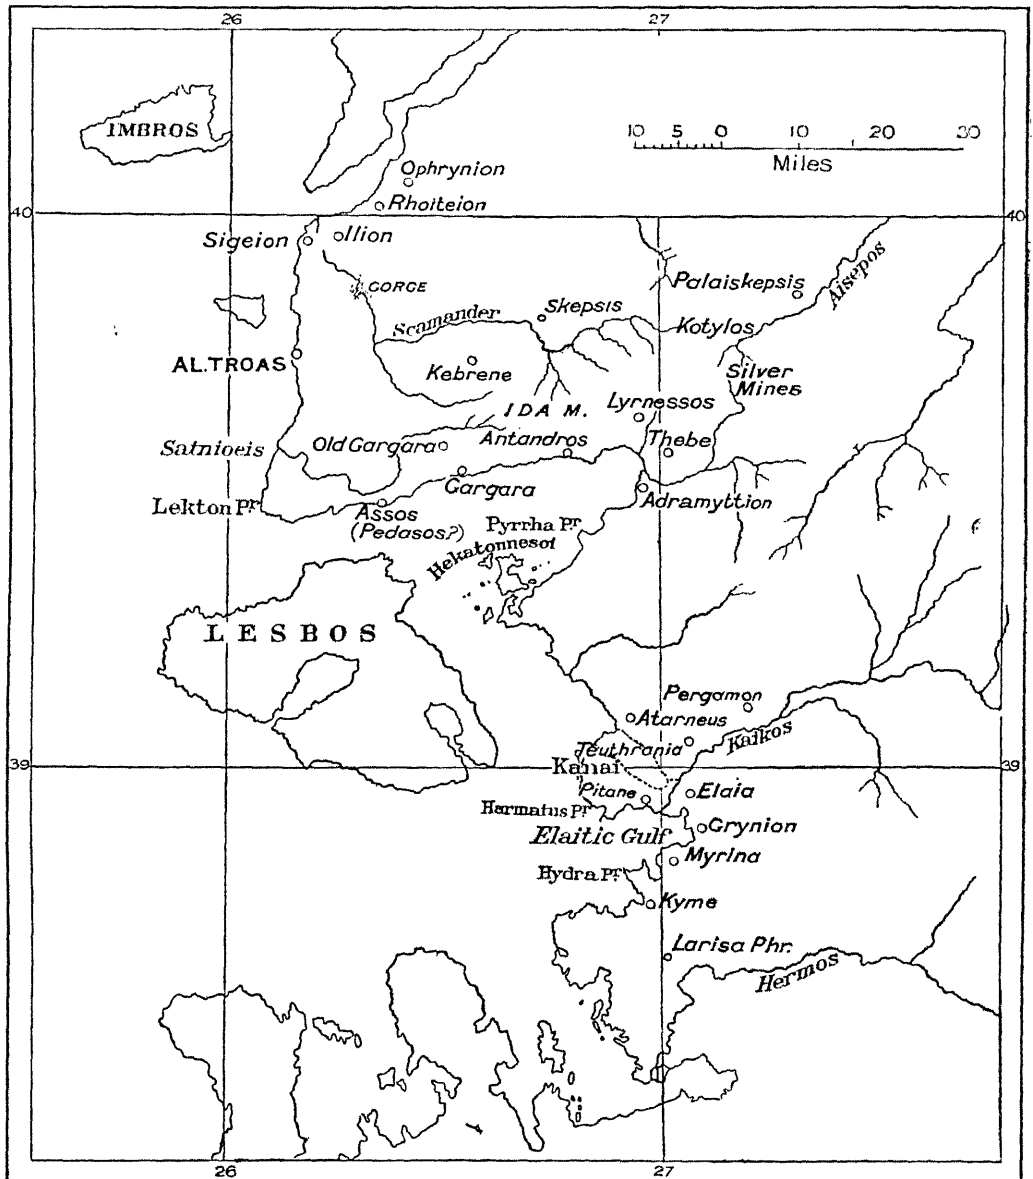 26 27
IMBROS
10 5 0 10 20 30
Miles
Ophrynion
Rhoiteion
40 40
Sigeion Ilion
GORGE
Palaiskepsis
Aisepos
Skepsis
Scamander
Kotylos
AL.TROAS
Kebrene
Silver
Mines
IDA M.
Lyrnessos
Satnioeis
Old Gargara
Antandros
Thebe
Gargara
Adramyttion
Lekton Pr.
Assos
(Pedasos?)
Pyrrha Pr.
Hekatonnesoi
LESBOS
Pergamon
Atarneus
Kaikos
Teuthrania
39 39
Kanai
Pitane
Elaia
Harmatus Pr.
Grynion
Elaitic Gulf
Myrina
Hydra Pr.
Kyme
Larisa Phr.
Hermos
26 27